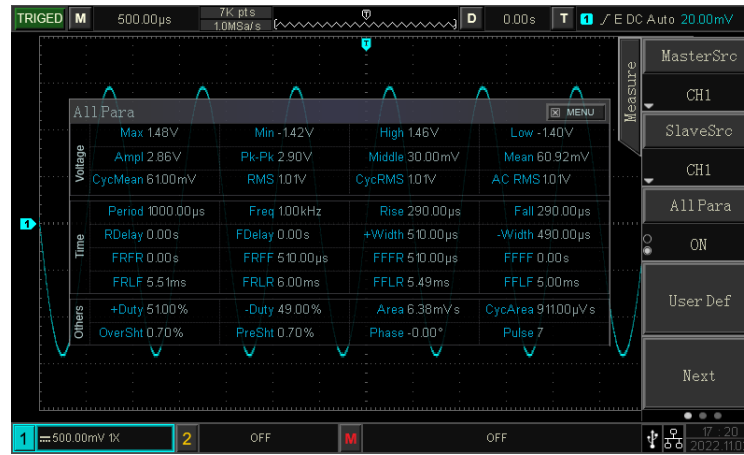 TRIGED M 500.00μs 7K pts 1.0MSa/s D 0.00s T 1 E DC Auto 20.00mV
T
Measure
MasterSrc
CH1
SlaveSrc
CH1
AllPara
ON
User Def
Next
AllPara MENU
Voltage
Max 1.48V Min -1.42V High 1.46V Low -1.40V
Ampl 2.86V Pk-Pk 2.90V Middle 30.00mV Mean 60.92mV
CycMean 61.00mV RMS 1.01V CycRMS 1.01V AC RMS 1.01V
Time
Period 1000.00μs Freq 1.00kHz Rise 290.00μs Fall 290.00μs
RDelay 0.00s FDelay 0.00s +Width 510.00μs -Width 490.00μs
FRFR 0.00s FRFF 510.00μs FFFR 510.00μs FFFF 0.00s
FRLF 5.51ms FRLR 6.00ms FFLR 5.49ms FFLF 5.00ms
Others
+Duty 51.00% -Duty 49.00% Area 6.38mVs CycArea 911.00μVs
OverSht 0.70% PreSht 0.70% Phase -0.00° Pulse 7
1
1 500.00mV 1X 2 OFF M OFF
17:20
2022.1101